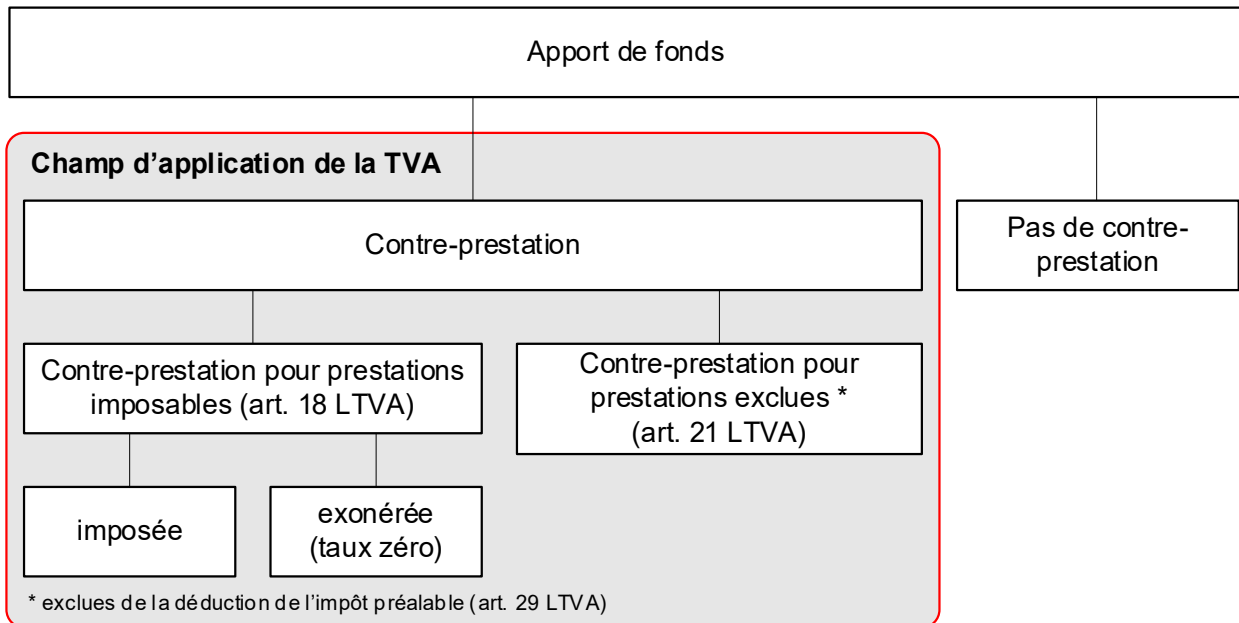 Apport de fonds
Champ d'application de la TVA
Contre-prestation
Pas de contre-
prestation
Contre-prestation pour prestations
imposables (art. 18 LTVA)
Contre-prestation pour
prestations exclues *
(art. 21 LTVA)
imposée
exonérée
(taux zéro)
* exclues de la déduction de l'impôt préalable (art. 29 LTVA)